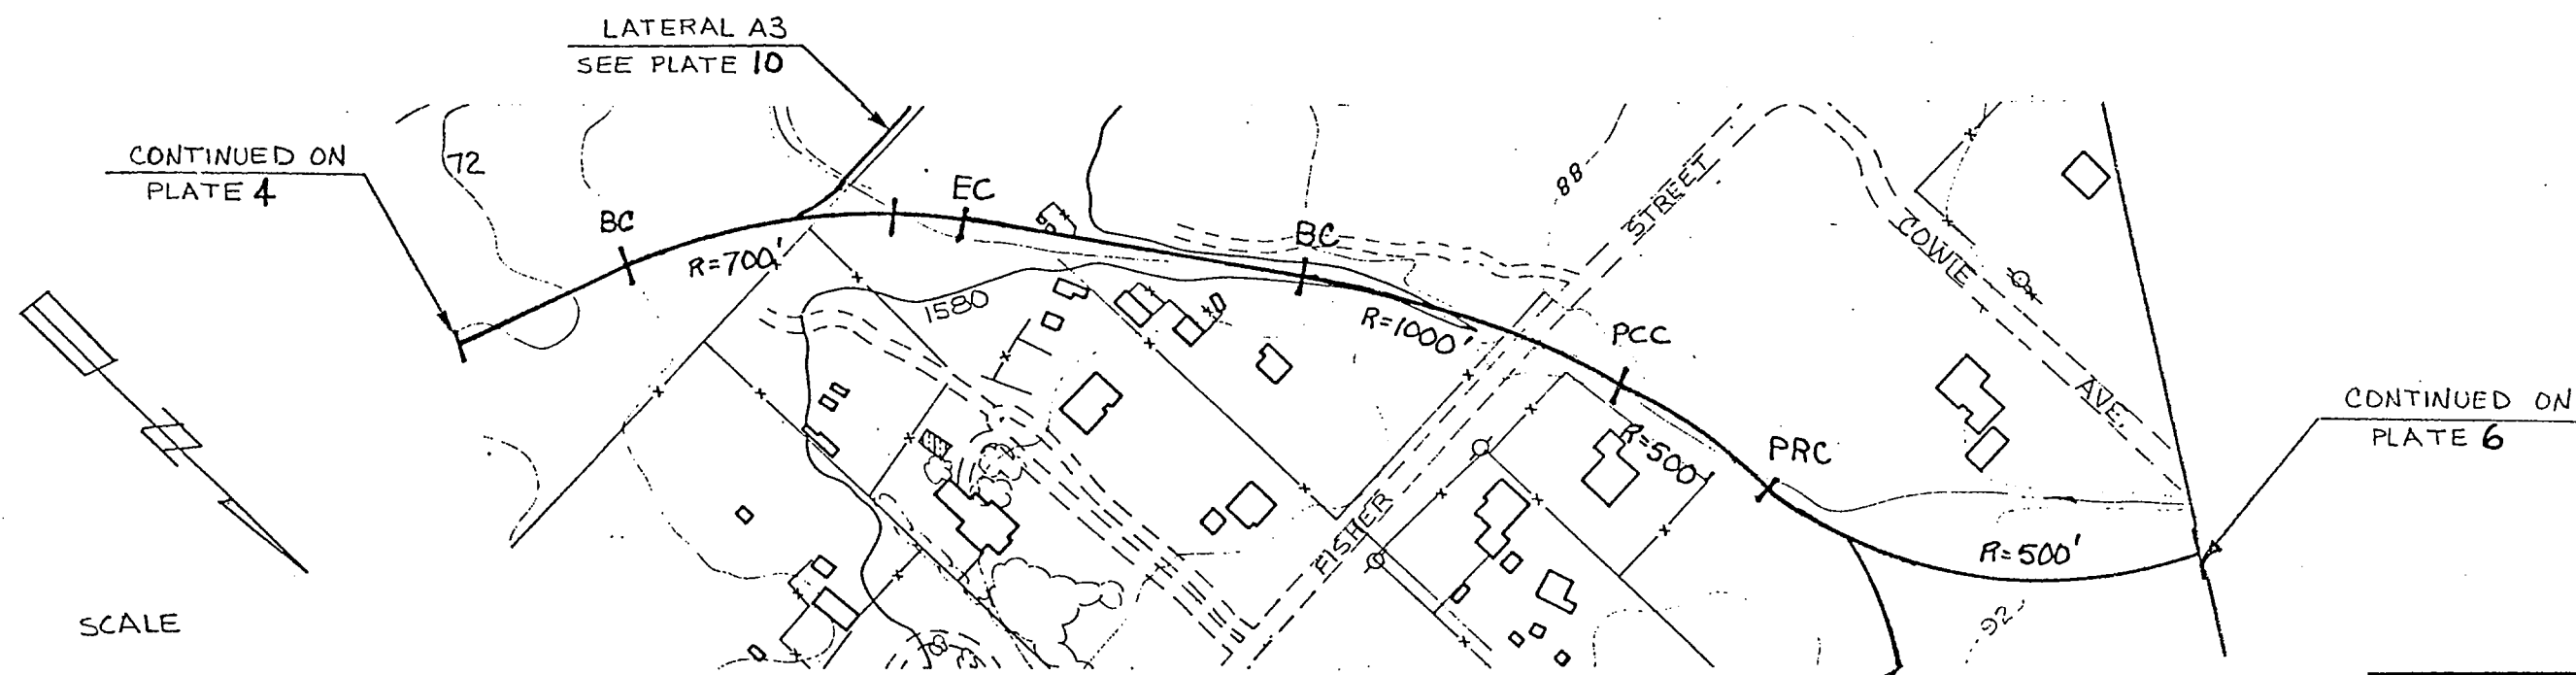 LATERAL A3
SEE PLATE 10
CONTINUED ON
PLATE 4
72
BC
R=700'
EC
1580
BC
R=1000'
88
STREET
FISHER
COWIE
AVE.
PCC
R=500'
PRC
R=500'
CONTINUED ON
PLATE 6
92
SCALE